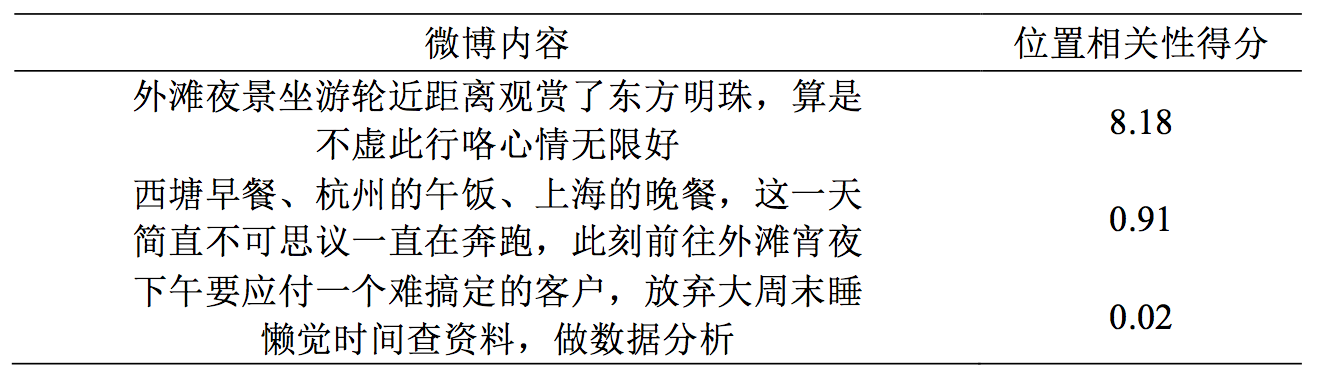 微博内容 位置相关性得分
外滩夜景坐游轮近距离观赏了东方明珠，算是
不虚此行咯心情无限好
8.18
西塘早餐、杭州的午饭、上海的晚餐，这一天
简直不可思议一直在奔跑，此刻前往外滩宵夜
0.91
下午要应付一个难搞定的客户，放弃大周末睡
懒觉时间查资料，做数据分析
0.02